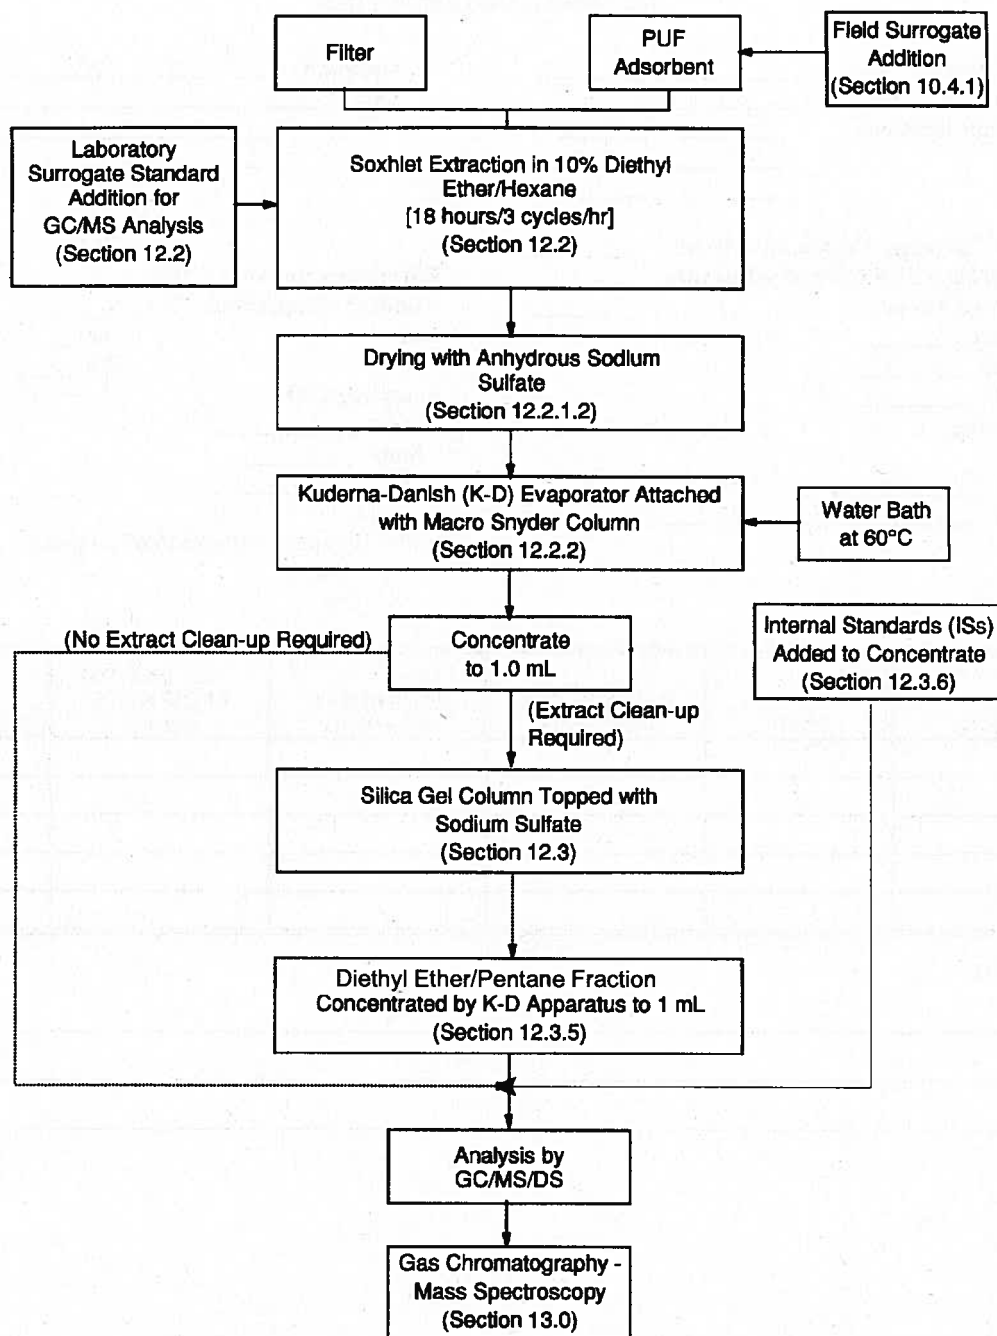 Filter
PUF
Adsorbent
Field Surrogate
Addition
(Section 10.4.1)
Laboratory
Surrogate Standard
Addition for
GC/MS Analysis
(Section 12.2)
Soxhlet Extraction in 10% Diethyl
Ether/Hexane
[18 hours/3 cycles/hr]
(Section 12.2)
Drying with Anhydrous Sodium
Sulfate
(Section 12.2.1.2)
Kuderna-Danish (K-D) Evaporator Attached
with Macro Snyder Column
(Section 12.2.2)
Water Bath
at 60°C
(No Extract Clean-up Required)
Concentrate
to 1.0 mL
Internal Standards (ISs)
Added to Concentrate
(Section 12.3.6)
(Extract Clean-up
Required)
Silica Gel Column Topped with
Sodium Sulfate
(Section 12.3)
Diethyl Ether/Pentane Fraction
Concentrated by K-D Apparatus to 1 mL
(Section 12.3.5)
Analysis by
GC/MS/DS
Gas Chromatography -
Mass Spectroscopy
(Section 13.0)